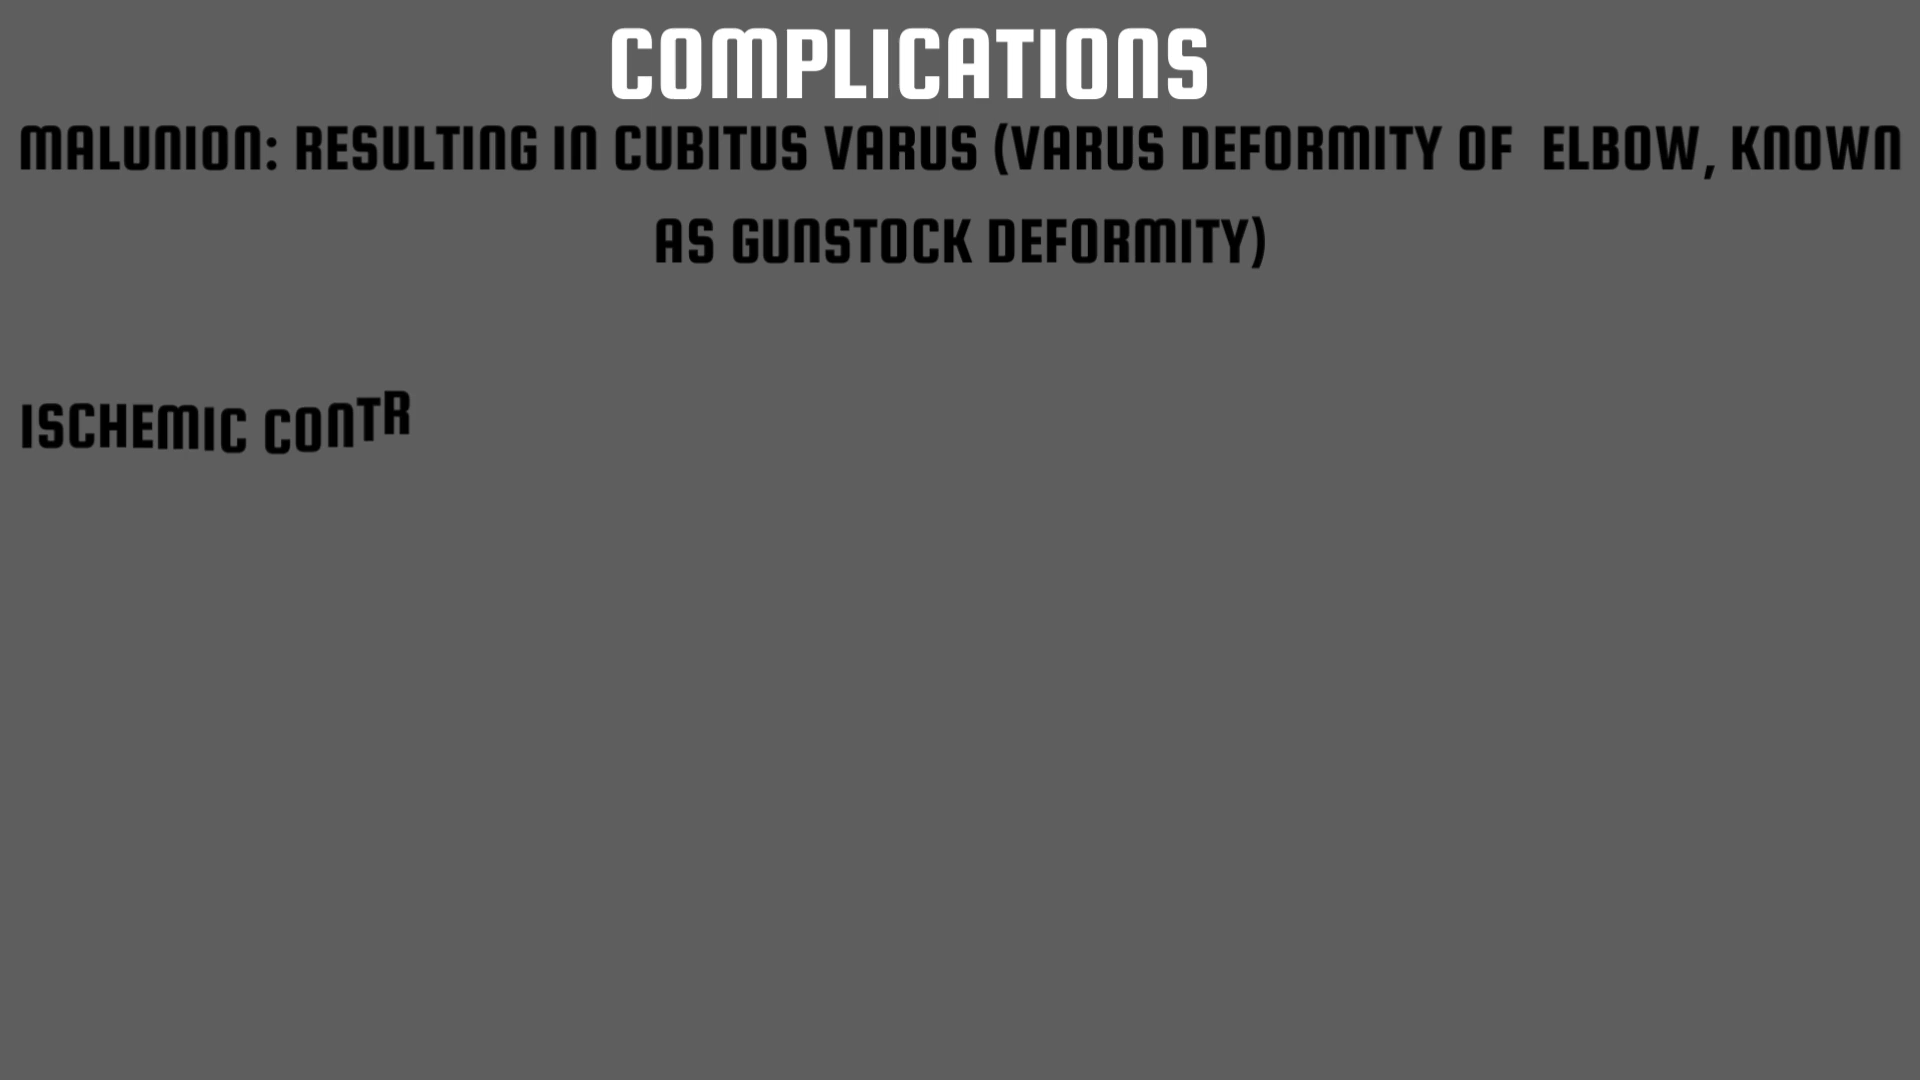 COMPLICATIONS
MALUNION: RESULTING IN CUBITUS VARUS (VARUS DEFORMITY OF ELBOW, KNOWN
AS GUNSTOCK DEFORMITY)
ISCHEMIC CONTR